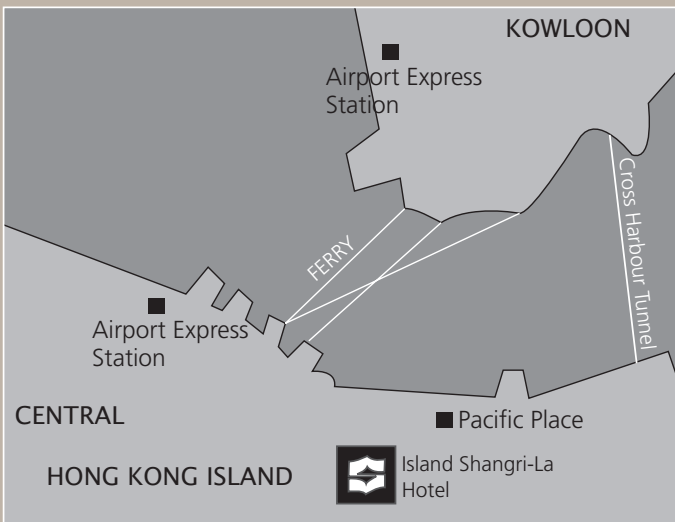 KOWLOON
Airport Express
Station
FERRY
Cross Harbour Tunnel
Airport Express
Station
CENTRAL
Pacific Place
HONG KONG ISLAND
Island Shangri-La
Hotel